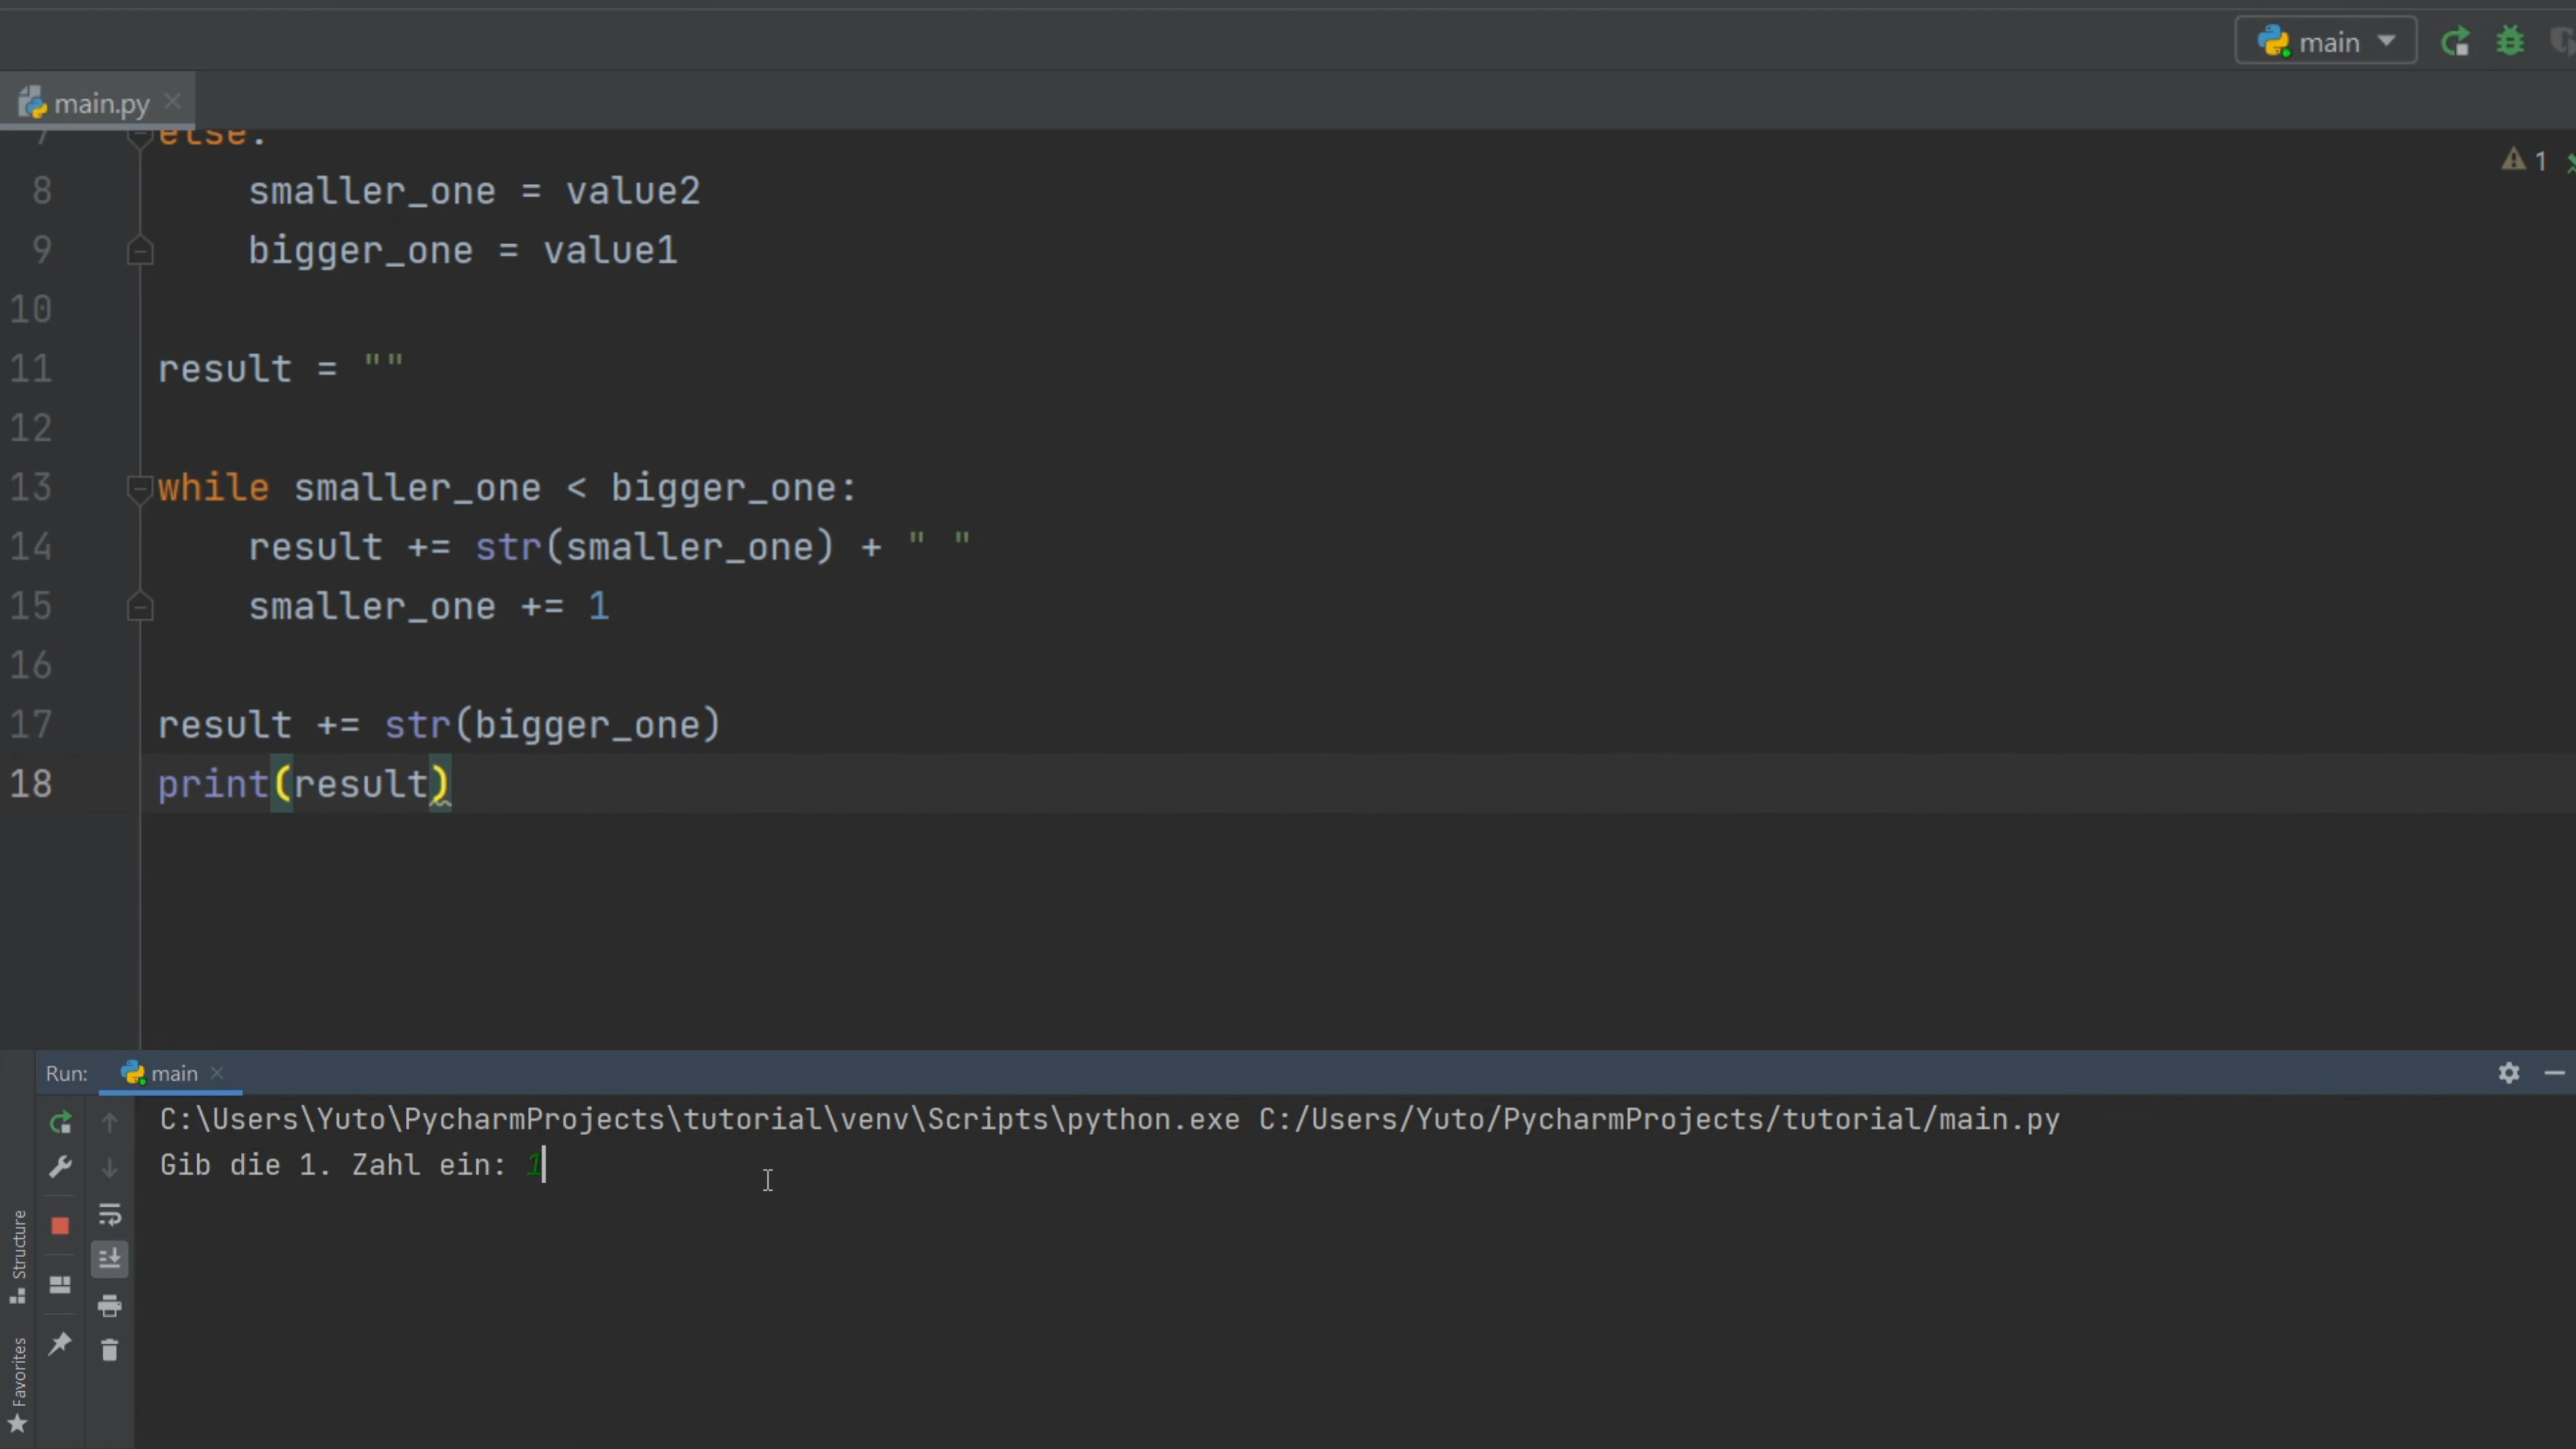 main
main.py
1
7 else:
8 smaller_one = value2
9 bigger_one = value1
10
11 result = ""
12
13 while smaller_one < bigger_one:
14 result += str(smaller_one) + " "
15 smaller_one += 1
16
17 result += str(bigger_one)
18 print(result)
Run: main
C:\Users\Yuto\PycharmProjects\tutorial\venv\Scripts\python.exe C:/Users/Yuto/PycharmProjects/tutorial/main.py
Gib die 1. Zahl ein: 1
Structure
Favorites